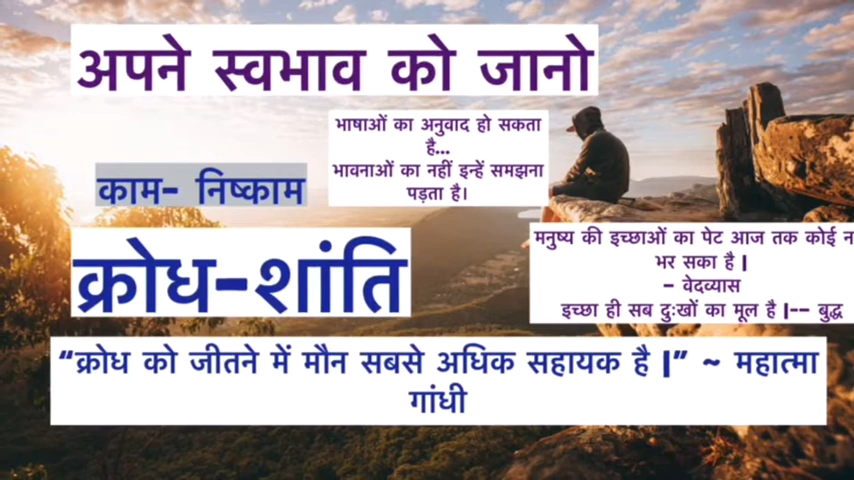 अपने स्वभाव को जानो
भाषाओं का अनुवाद हो सकता
है...
भावनाओं का नहीं इन्हें समझना
पड़ता है।
काम- निष्काम
क्रोध-शांति
मनुष्य की इच्छाओं का पेट आज तक कोई न
भर सका है |
- वेदव्यास
इच्छा ही सब दुःखों का मूल है |-- बुद्ध
“क्रोध को जीतने में मौन सबसे अधिक सहायक है |” ~ महात्मा
गांधी